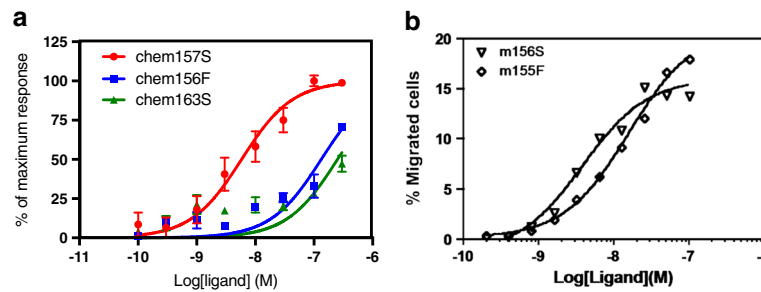 a
chem157S
chem156F
chem163S
% of maximum response
125
100
75
50
25
0
-11 -10 -9 -8 -7 -6
Log[ligand] (M)
b
m156S
m155F
% Migrated cells
20
15
10
5
0
-10 -9 -8 -7
Log[Ligand](M)